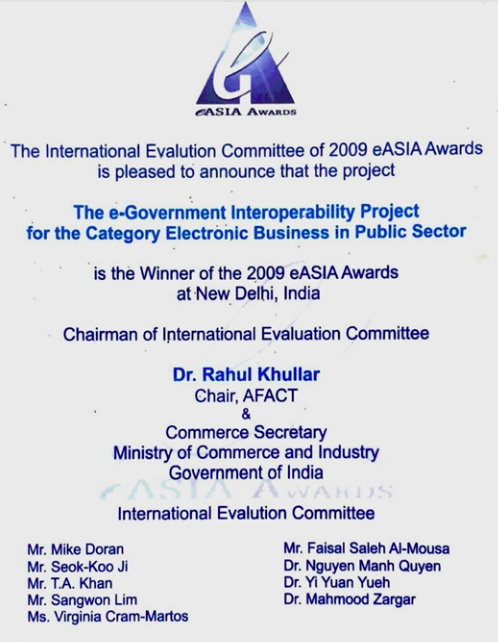 eASIA AWARDS
The International Evalution Committee of 2009 eASIA Awards
is pleased to announce that the project
The e-Government Interoperability Project
for the Category Electronic Business in Public Sector
is the Winner of the 2009 eASIA Awards
at New Delhi, India
Chairman of International Evaluation Committee
Dr. Rahul Khullar
Chair, AFACT
&
Commerce Secretary
Ministry of Commerce and Industry
Government of India
eASIA AWARDS
International Evalution Committee
Mr. Mike Doran
Mr. Seok-Koo Ji
Mr. T.A. Khan
Mr. Sangwon Lim
Ms. Virginia Cram-Martos
Mr. Faisal Saleh Al-Mousa
Dr. Nguyen Manh Quyen
Dr. Yi Yuan Yueh
Dr. Mahmood Zargar